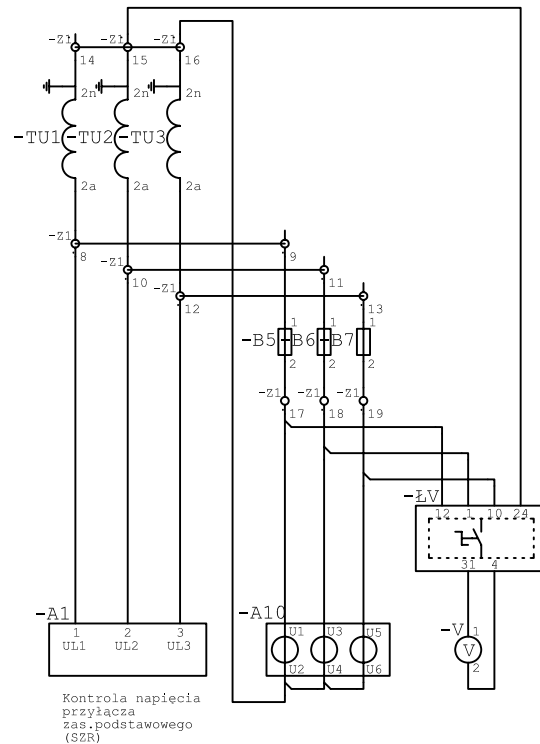 -Z1 -Z1 -Z1
14 15 16
2n 2n 2n
-TU1 -TU2 -TU3
2a 2a 2a
-Z1
8 9
-Z1
10 11
-Z1
12 13
1 1 1
-B5 -B6 -B7
2 2 2
-Z1 -Z1 -Z1
17 18 19
-ŁV
12 1 10 24
31 4
-A1
1 2 3
UL1 UL2 UL3
-A10
U1 U3 U5
U2 U4 U6
-V 1
V
2
Kontrola napięcia
przyłącza
zas.podstawowego
(SZR)